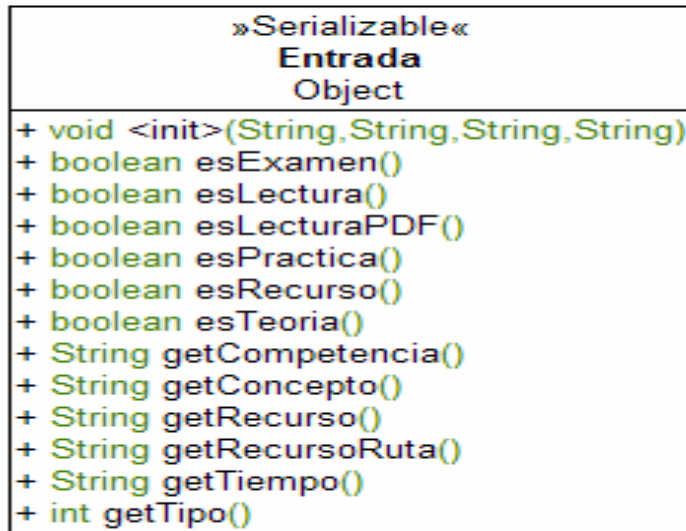 »Serializable«
Entrada
Object
+ void <init>(String,String,String,String)
+ boolean esExamen()
+ boolean esLectura()
+ boolean esLecturaPDF()
+ boolean esPractica()
+ boolean esRecurso()
+ boolean esTeoria()
+ String getCompetencia()
+ String getConcepto()
+ String getRecurso()
+ String getRecursoRuta()
+ String getTiempo()
+ int getTipo()